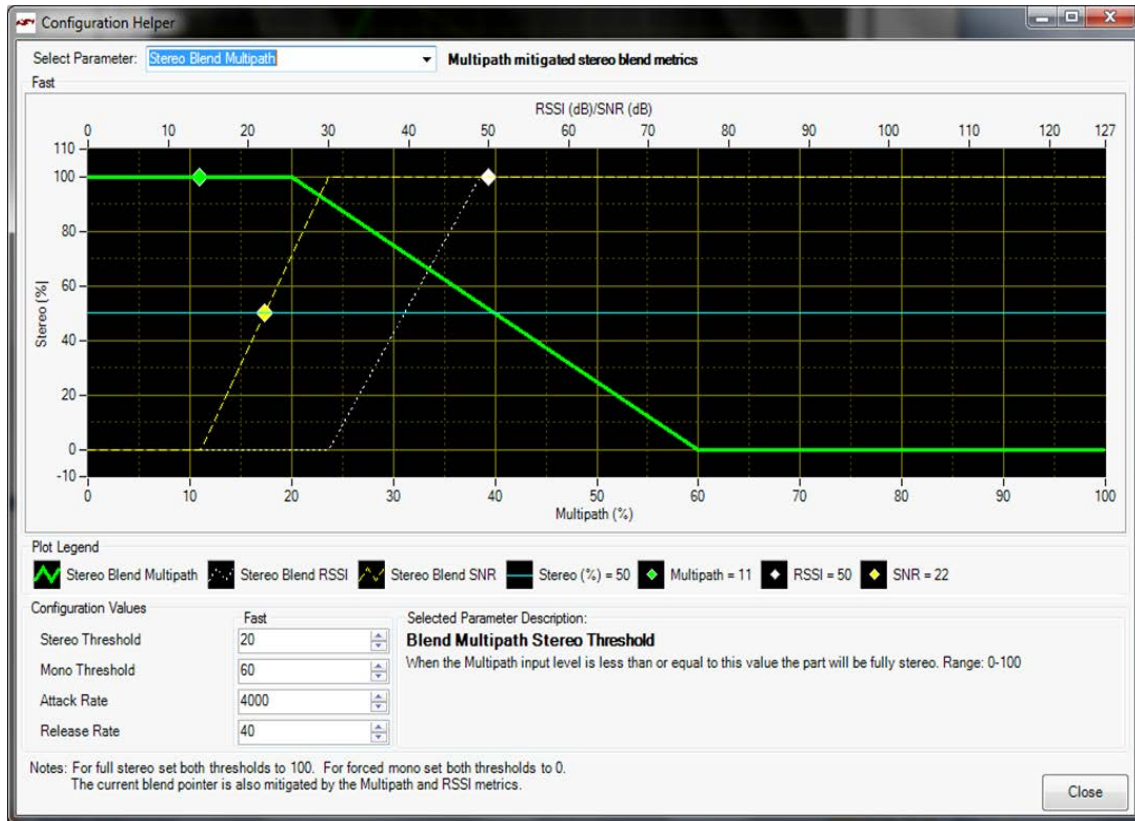 Configuration Helper
Select Parameter: Stereo Blend Multipath Multipath mitigated stereo blend metrics
Fast
RSSI (dB)/SNR (dB)
0 10 20 30 40 50 60 70 80 90 100 110 120 127
110
100
80
60
40
20
0
-10
Stereo (%)
0 10 20 30 40 50 60 70 80 90 100
Multipath (%)
Plot Legend
Stereo Blend Multipath Stereo Blend RSSI Stereo Blend SNR Stereo (%) = 50 Multipath = 11 RSSI = 50 SNR = 22
Configuration Values
Fast
Stereo Threshold 20
Mono Threshold 60
Attack Rate 4000
Release Rate 40
Selected Parameter Description:
Blend Multipath Stereo Threshold
When the Multipath input level is less than or equal to this value the part will be fully stereo. Range: 0-100
Notes: For full stereo set both thresholds to 100. For forced mono set both thresholds to 0.
The current blend pointer is also mitigated by the Multipath and RSSI metrics.
Close